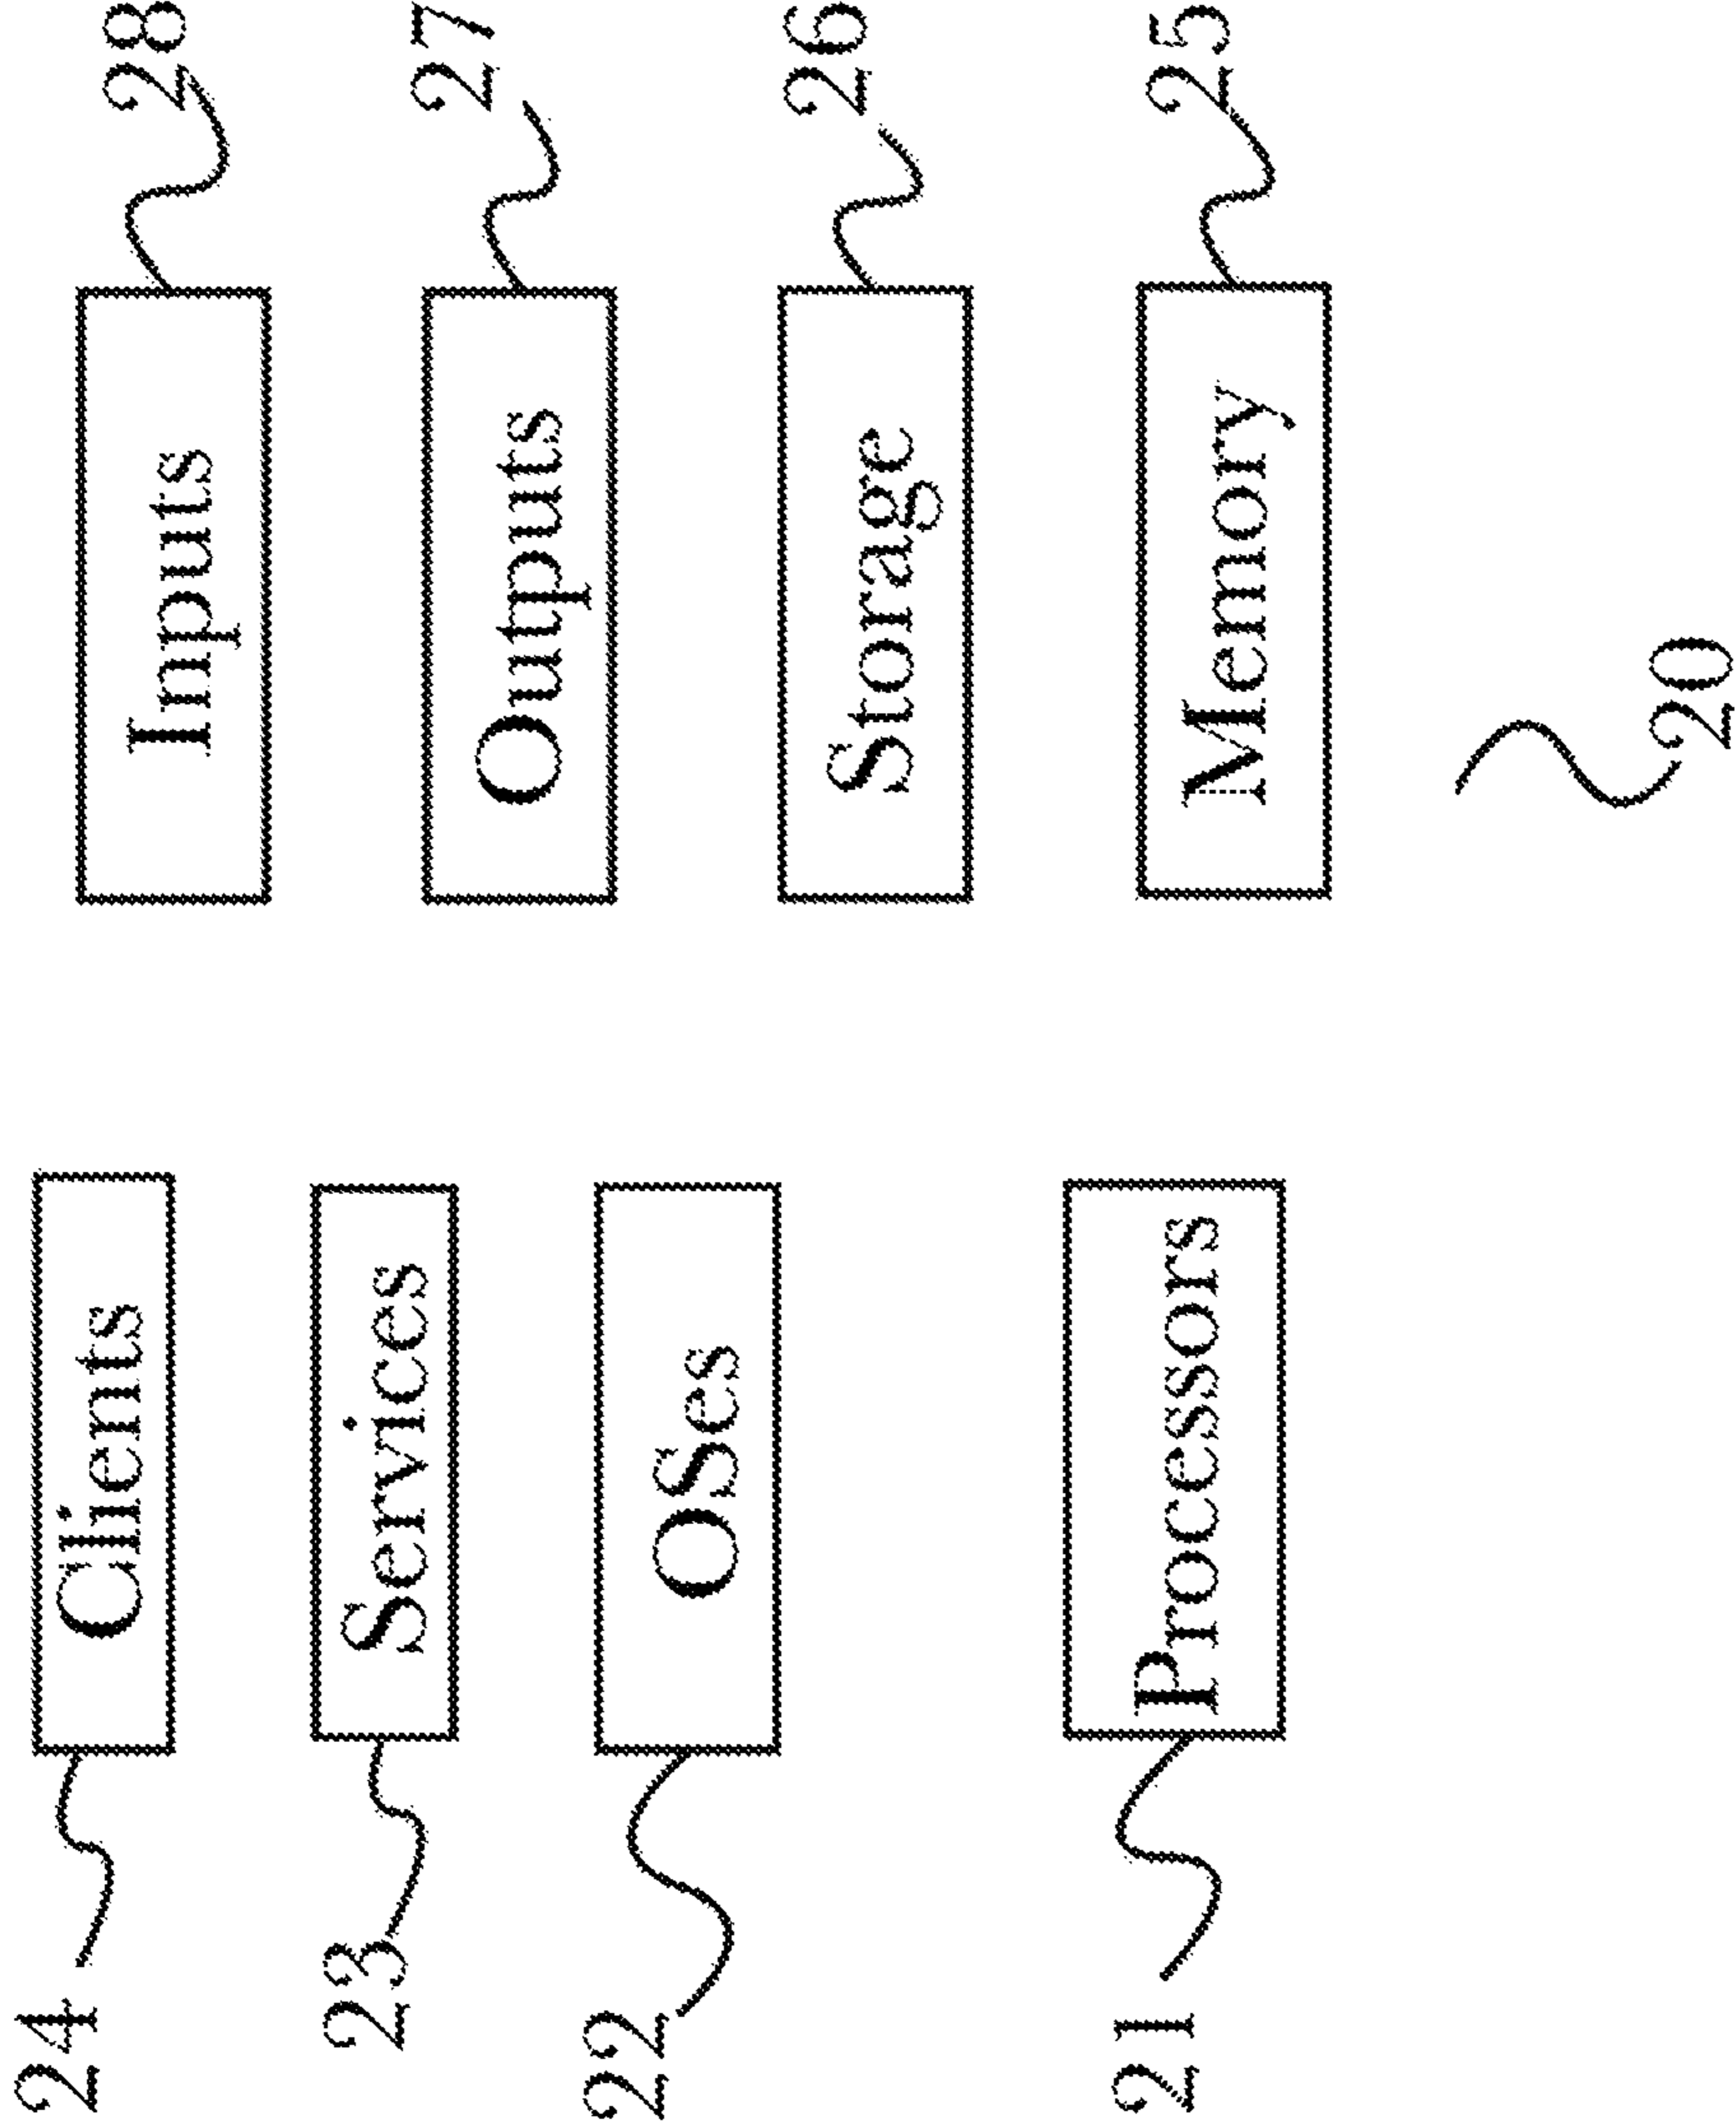 24 Clients Inputs 28
23 Services Outputs 27
22 OSes Storage 26
21 Processors Memory 25
20